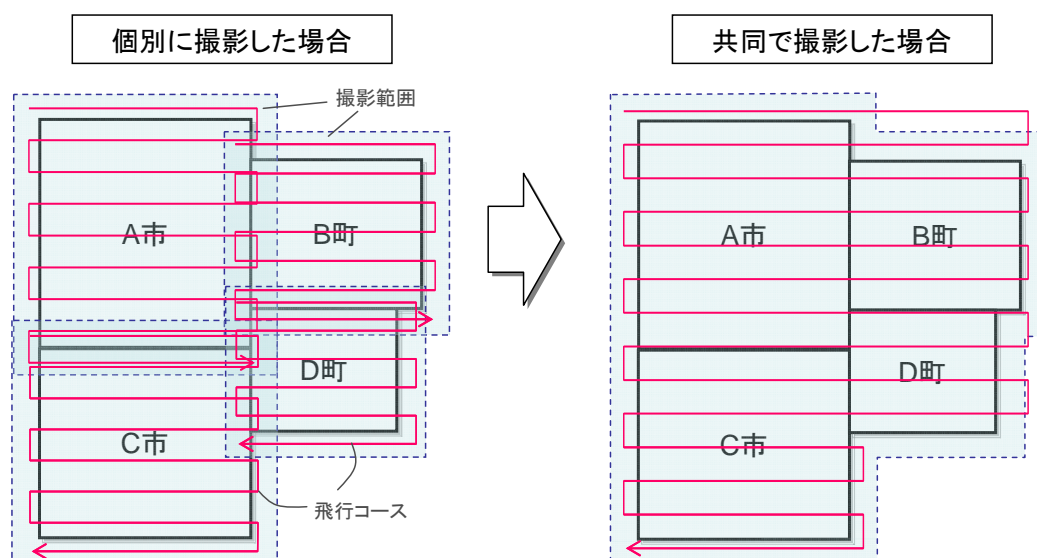 個別に撮影した場合
撮影範囲
A市
B町
D町
C市
飛行コース
共同で撮影した場合
A市
B町
D町
C市